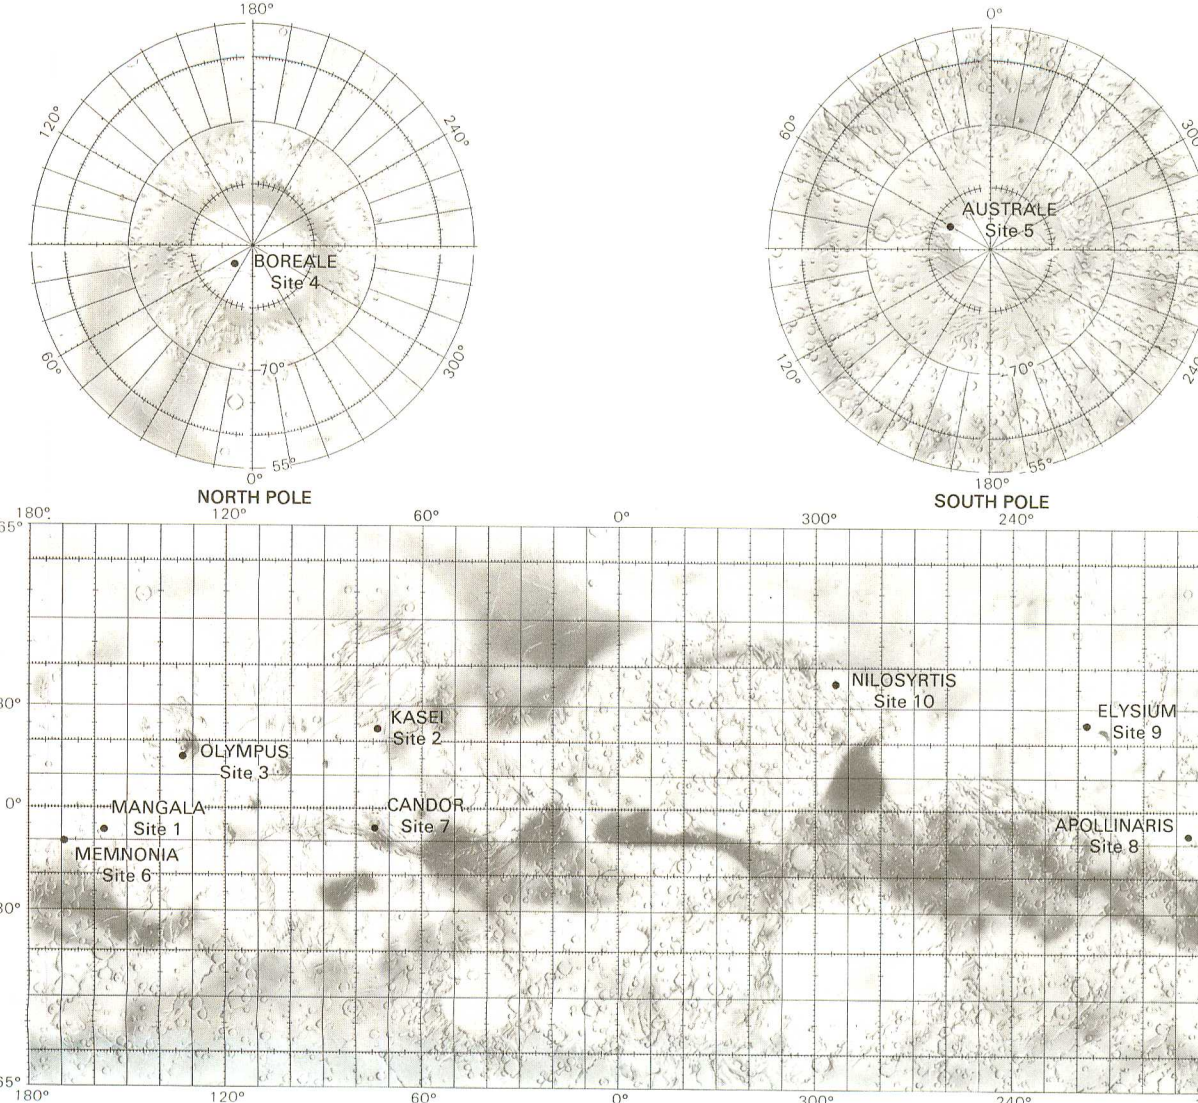 180°
0°
120°
240°
60°
300
AUSTRALE
Site 5
BOREALE
Site 4
60°
300°
120°
24
70°
70°
55°
55°
0°
180°
NORTH POLE
SOUTH POLE
180°
120°
60°
0°
300°
240°
65°
NILOSYRTIS
Site 10
30°
KASEI
Site 2
ELYSIUM
Site 9
OLYMPUS
Site 3
0°
MANGALA
Site 1
CANDOR
Site 7
APOLLINARIS
Site 8
MEMNONIA
Site 6
30°
65°
180°
120°
60°
0°
300°
240°